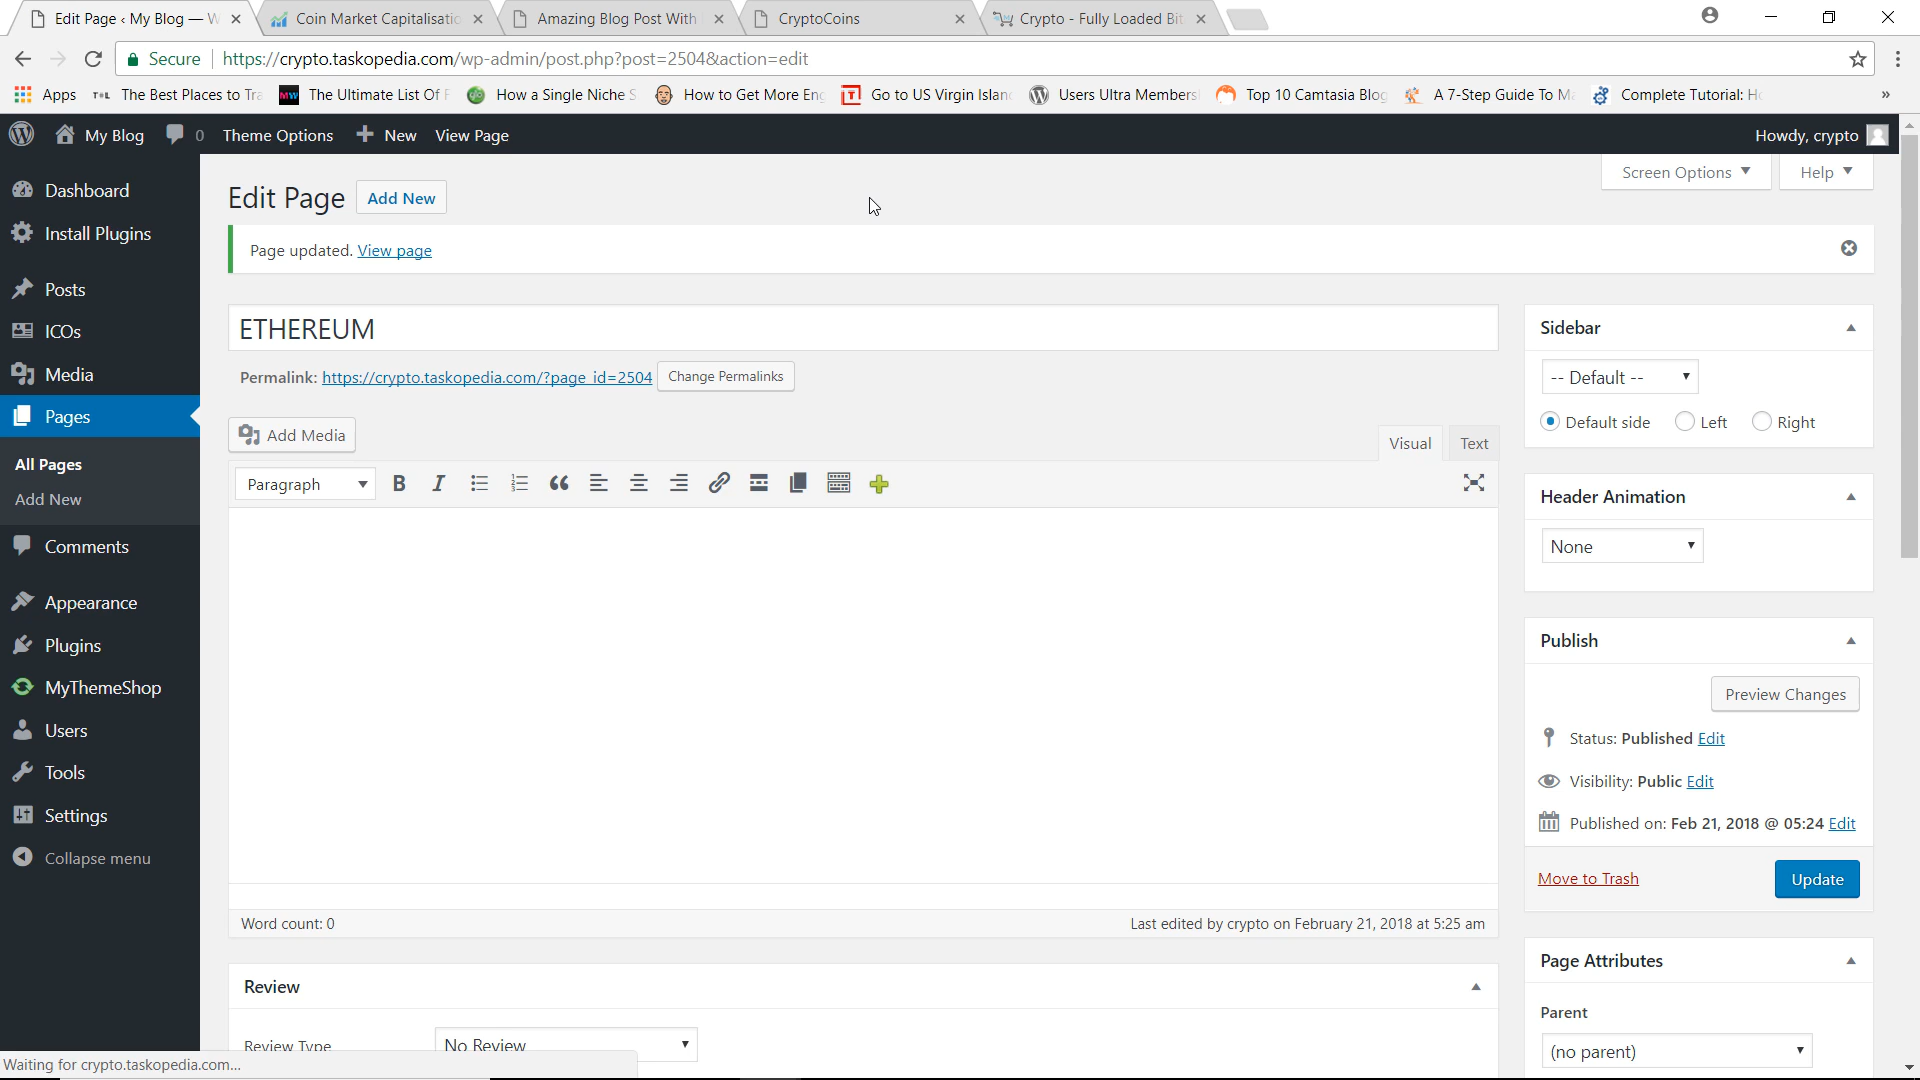 Edit Page ‹ My Blog — W
Coin Market Capitalisatio
Amazing Blog Post With
CryptoCoins
Crypto - Fully Loaded Bit
Secure
https://crypto.taskopedia.com/wp-admin/post.php?post=2504&action=edit
Apps
The Best Places to Tra
The Ultimate List Of F
How a Single Niche S
How to Get More Eng
Go to US Virgin Islan
Users Ultra Members
Top 10 Camtasia Blog
A 7-Step Guide To Ma
Complete Tutorial: Ho
»
My Blog
0
Theme Options
New
View Page
Howdy, crypto
Dashboard
Install Plugins
Posts
ICOs
Media
Pages
All Pages
Add New
Comments
Appearance
Plugins
MyThemeShop
Users
Tools
Settings
Collapse menu
Screen Options
Help
Edit Page
Add New
Page updated. View page
ETHEREUM
Permalink: https://crypto.taskopedia.com/?page_id=2504
Change Permalinks
Add Media
Visual
Text
Paragraph
B
I
Word count: 0
Last edited by crypto on February 21, 2018 at 5:25 am
Review
Review Type
No Review
Sidebar
-- Default --
Default side
Left
Right
Header Animation
None
Publish
Preview Changes
Status: Published Edit
Visibility: Public Edit
Published on: Feb 21, 2018 @ 05:24 Edit
Move to Trash
Update
Page Attributes
Parent
(no parent)
Waiting for crypto.taskopedia.com...